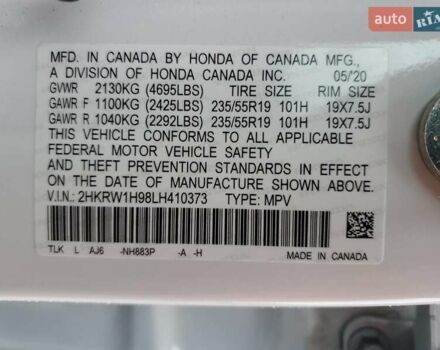 auto RIA
MFD. IN CANADA BY HONDA OF CANADA MFG.,
A DIVISION OF HONDA CANADA INC. 05/'20
GVWR 2130KG (4695LBS) TIRE SIZE RIM SIZE
GAWR F 1100KG (2425LBS) 235/55R19 101H 19X7.5J
GAWR R 1040KG (2292LBS) 235/55R19 101H 19X7.5J
THIS VEHICLE CONFORMS TO ALL APPLICABLE
FEDERAL MOTOR VEHICLE SAFETY
AND THEFT PREVENTION STANDARDS IN EFFECT
ON THE DATE OF MANUFACTURE SHOWN ABOVE.
V.I.N.: 2HKRW1H98LH410373 TYPE: MPV
TLK L AJ6 -NH883P -A -H MADE IN CANADA